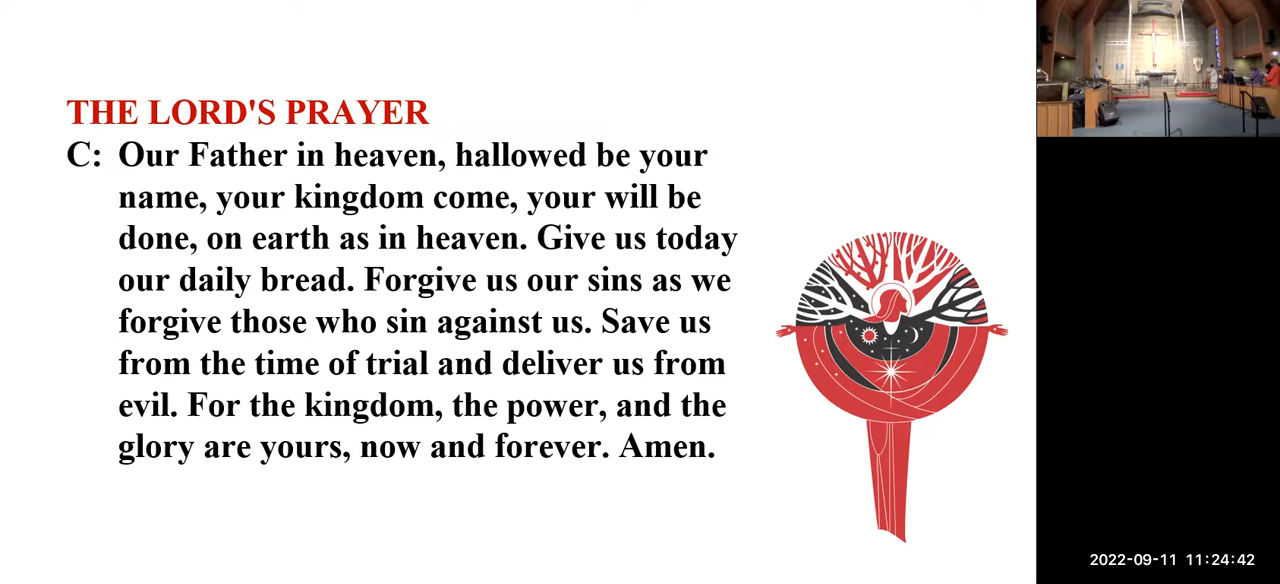 THE LORD'S PRAYER
C: Our Father in heaven, hallowed be your
name, your kingdom come, your will be
done, on earth as in heaven. Give us today
our daily bread. Forgive us our sins as we
forgive those who sin against us. Save us
from the time of trial and deliver us from
evil. For the kingdom, the power, and the
glory are yours, now and forever. Amen.
2022-09-11 11:24:42